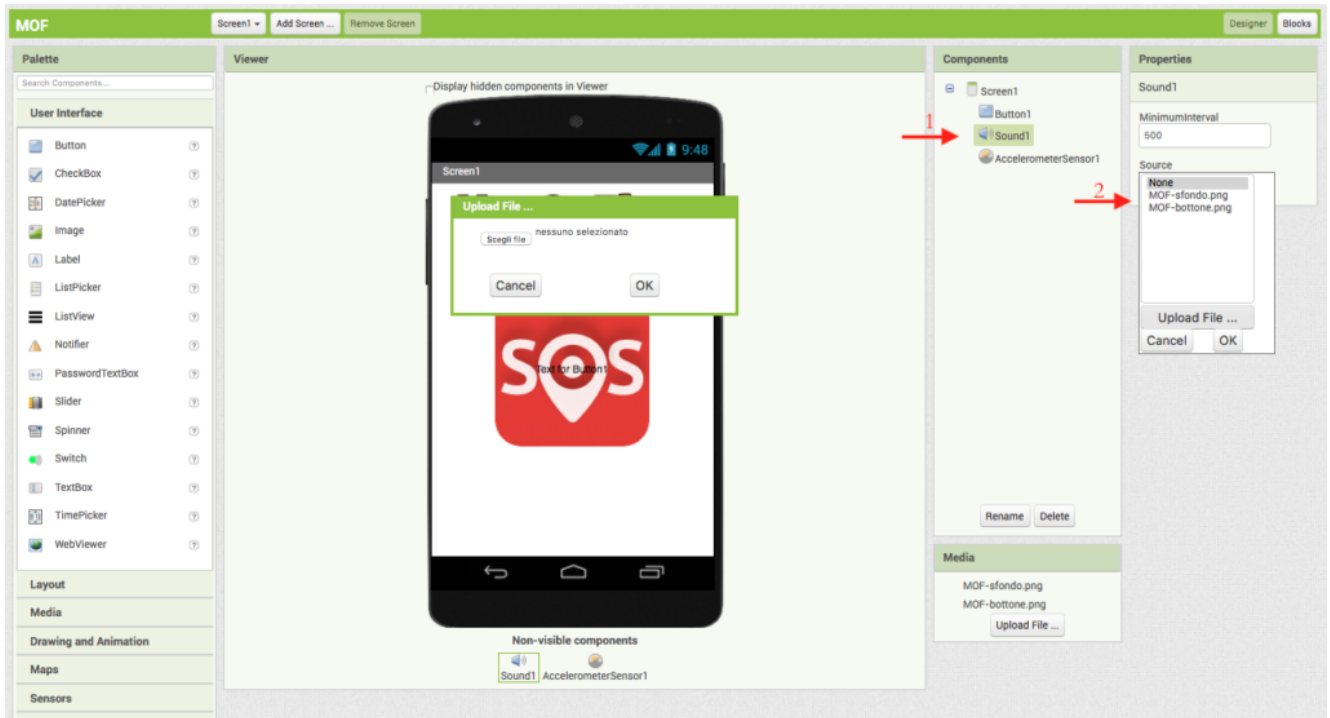 MOF
Screen1
Add Screen ...
Remove Screen
Designer
Blocks
Palette
Search Components...
User Interface
Button
CheckBox
DatePicker
Image
Label
ListPicker
ListView
Notifier
PasswordTextBox
Slider
Spinner
Switch
TextBox
TimePicker
WebViewer
Layout
Media
Drawing and Animation
Maps
Sensors
Viewer
Display hidden components in Viewer
9:48
Screen1
Upload File ...
Scegli file nessuno selezionato
Cancel OK
SOS
Text for Button1
Non-visible components
Sound1 AccelerometerSensor1
Components
Screen1
Button1
1
Sound1
AccelerometerSensor1
Rename Delete
Media
MOF-sfondo.png
MOF-bottone.png
Upload File ...
Properties
Sound1
MinimumInterval
500
Source
None
2
MOF-sfondo.png
MOF-bottone.png
Upload File ...
Cancel OK